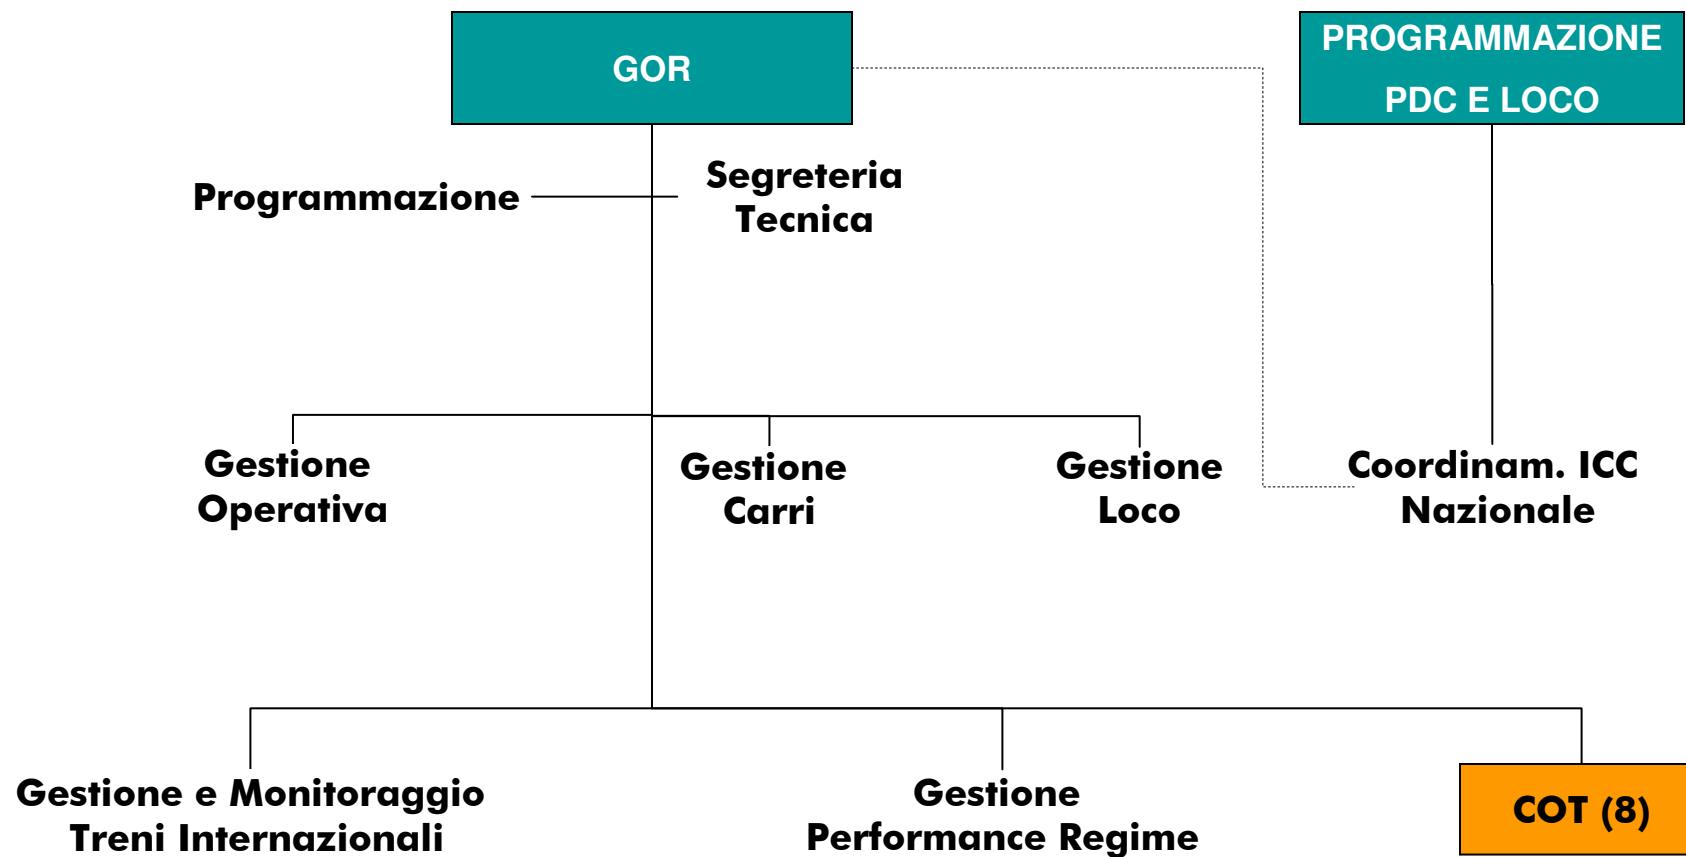 GOR
PROGRAMMAZIONE
PDC E LOCO
Programmazione
Segreteria
Tecnica
Gestione
Operativa
Gestione
Carri
Gestione
Loco
Coordinam. ICC
Nazionale
Gestione e Monitoraggio
Treni Internazionali
Gestione
Performance Regime
COT (8)